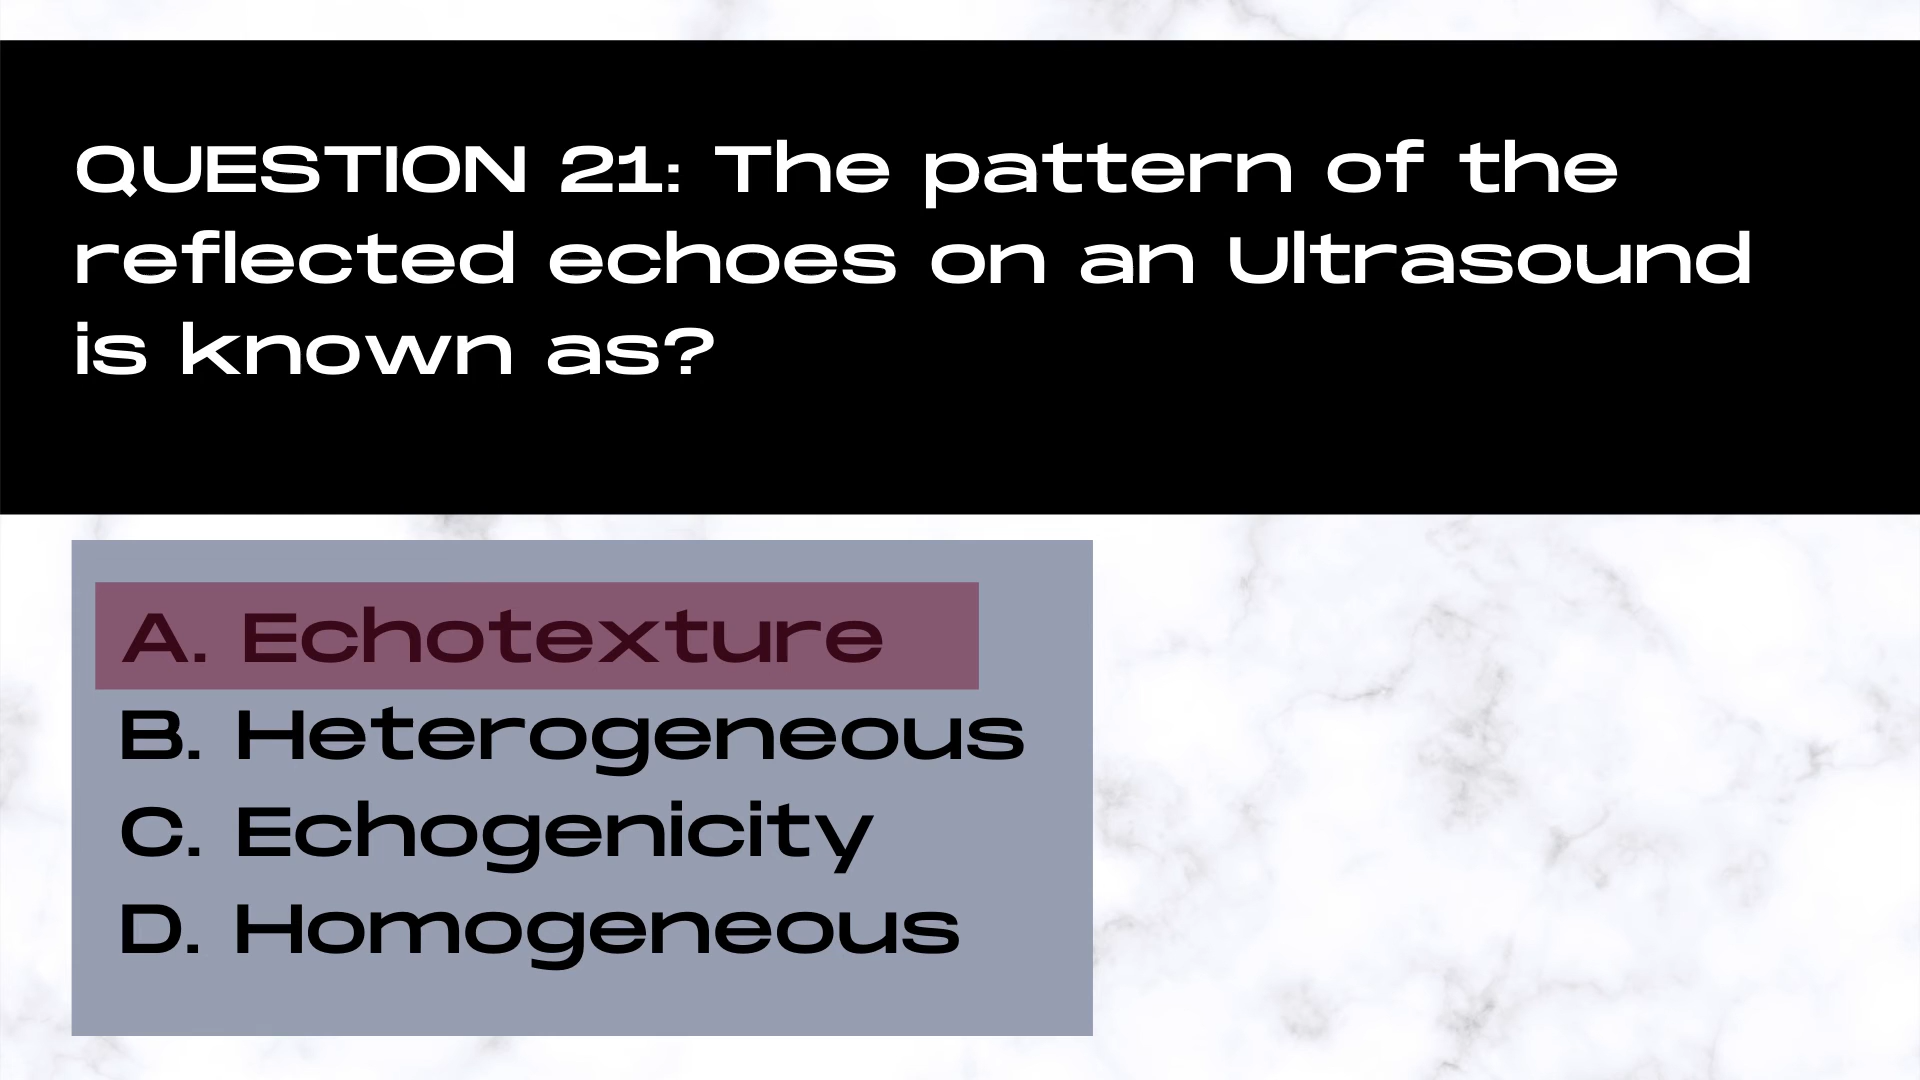 QUESTION 21: The pattern of the
reflected echoes on an Ultrasound
is known as?
A. Echotexture
B. Heterogeneous
C. Echogenicity
D. Homogeneous